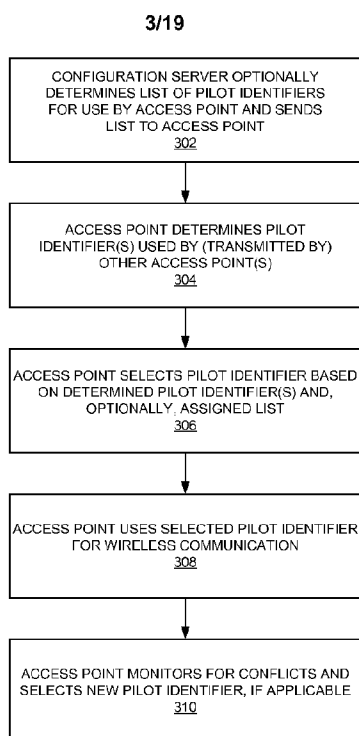 3/19
CONFIGURATION SERVER OPTIONALLY
DETERMINES LIST OF PILOT IDENTIFIERS
FOR USE BY ACCESS POINT AND SENDS
LIST TO ACCESS POINT
302
ACCESS POINT DETERMINES PILOT
IDENTIFIER(S) USED BY (TRANSMITTED BY)
OTHER ACCESS POINT(S)
304
ACCESS POINT SELECTS PILOT IDENTIFIER BASED
ON DETERMINED PILOT IDENTIFIER(S) AND,
OPTIONALLY, ASSIGNED LIST
306
ACCESS POINT USES SELECTED PILOT IDENTIFIER
FOR WIRELESS COMMUNICATION
308
ACCESS POINT MONITORS FOR CONFLICTS AND
SELECTS NEW PILOT IDENTIFIER, IF APPLICABLE
310